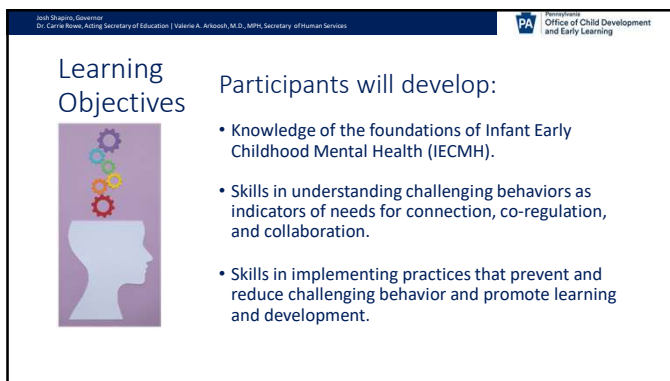 Josh Shapiro, Governor
Dr. Carrie Rowe, Acting Secretary of Education | Valerie A. Arkoosh, M.D., MPH, Secretary of Human Services
PA
Pennsylvania
Office of Child Development
and Early Learning
Learning
Objectives
Participants will develop:
• Knowledge of the foundations of Infant Early
Childhood Mental Health (IECMH).
• Skills in understanding challenging behaviors as
indicators of needs for connection, co-regulation,
and collaboration.
• Skills in implementing practices that prevent and
reduce challenging behavior and promote learning
and development.